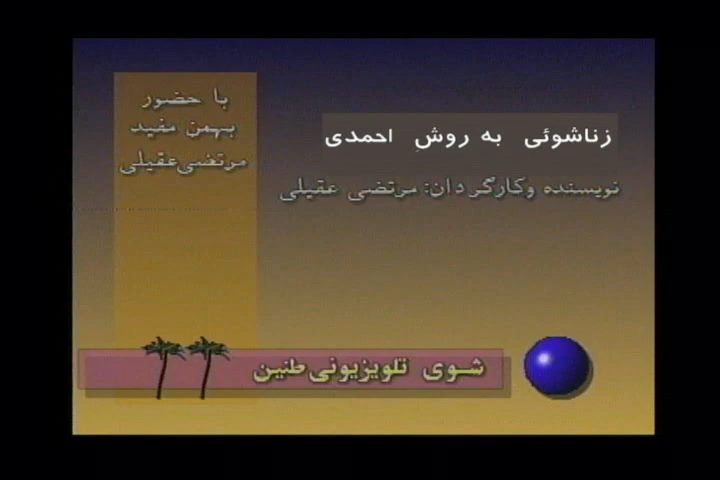 با حضور
بهمن مفید
مرتضی عقیلی
زناشوئی به روشِ احمدی
نویسنده وکارگردان: مرتضی عقیلی
شوی تلویزیونی طنین